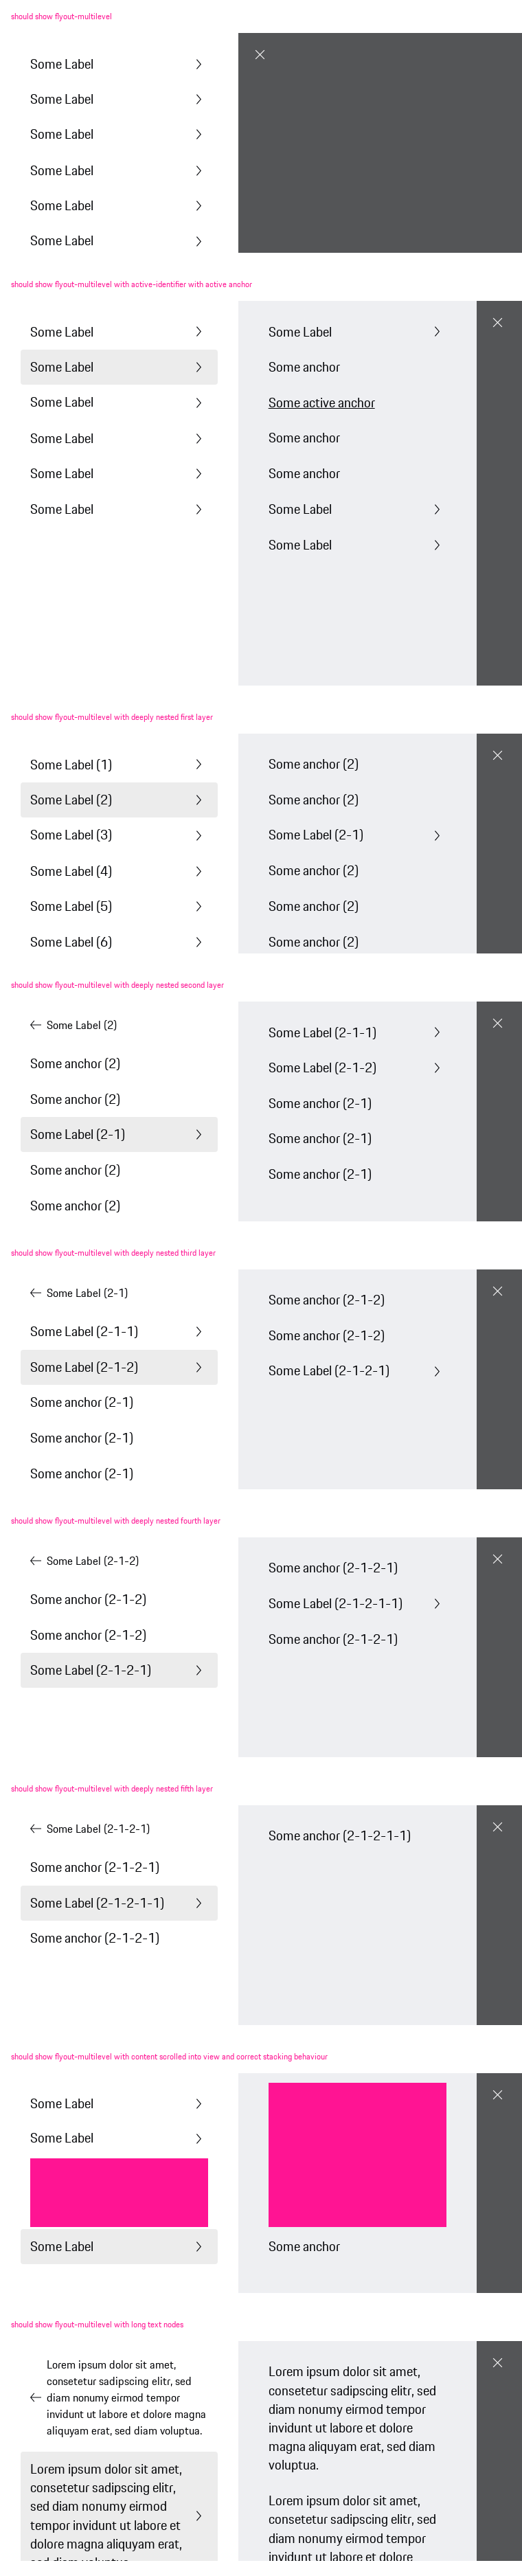 should show flyout-multilevel
Some Label
Some Label
Some Label
Some Label
Some Label
Some Label
should show flyout-multilevel with active-identifier with active anchor
Some Label
Some Label
Some Label
Some Label
Some Label
Some Label
Some Label
Some anchor
Some active anchor
Some anchor
Some anchor
Some Label
Some Label
should show flyout-multilevel with deeply nested first layer
Some Label (1)
Some Label (2)
Some Label (3)
Some Label (4)
Some Label (5)
Some Label (6)
Some anchor (2)
Some anchor (2)
Some Label (2-1)
Some anchor (2)
Some anchor (2)
Some anchor (2)
should show flyout-multilevel with deeply nested second layer
Some Label (2)
Some anchor (2)
Some anchor (2)
Some Label (2-1)
Some anchor (2)
Some anchor (2)
Some Label (2-1-1)
Some Label (2-1-2)
Some anchor (2-1)
Some anchor (2-1)
Some anchor (2-1)
should show flyout-multilevel with deeply nested third layer
Some Label (2-1)
Some Label (2-1-1)
Some Label (2-1-2)
Some anchor (2-1)
Some anchor (2-1)
Some anchor (2-1)
Some anchor (2-1-2)
Some anchor (2-1-2)
Some Label (2-1-2-1)
should show flyout-multilevel with deeply nested fourth layer
Some Label (2-1-2)
Some anchor (2-1-2)
Some anchor (2-1-2)
Some Label (2-1-2-1)
Some anchor (2-1-2-1)
Some Label (2-1-2-1-1)
Some anchor (2-1-2-1)
should show flyout-multilevel with deeply nested fifth layer
Some Label (2-1-2-1)
Some anchor (2-1-2-1)
Some Label (2-1-2-1-1)
Some anchor (2-1-2-1)
Some anchor (2-1-2-1-1)
should show flyout-multilevel with content scrolled into view and correct stacking behaviour
Some Label
Some Label
Some Label
Some anchor
should show flyout-multilevel with long text nodes
Lorem ipsum dolor sit amet,
consetetur sadipscing elitr, sed
diam nonumy eirmod tempor
invidunt ut labore et dolore magna
aliquyam erat, sed diam voluptua.
Lorem ipsum dolor sit amet,
consetetur sadipscing elitr,
sed diam nonumy eirmod
tempor invidunt ut labore et
dolore magna aliquyam erat,
sed diam voluptua.
Lorem ipsum dolor sit amet,
consetetur sadipscing elitr, sed
diam nonumy eirmod tempor
invidunt ut labore et dolore
magna aliquyam erat, sed diam
voluptua.
Lorem ipsum dolor sit amet,
consetetur sadipscing elitr, sed
diam nonumy eirmod tempor
invidunt ut labore et dolore